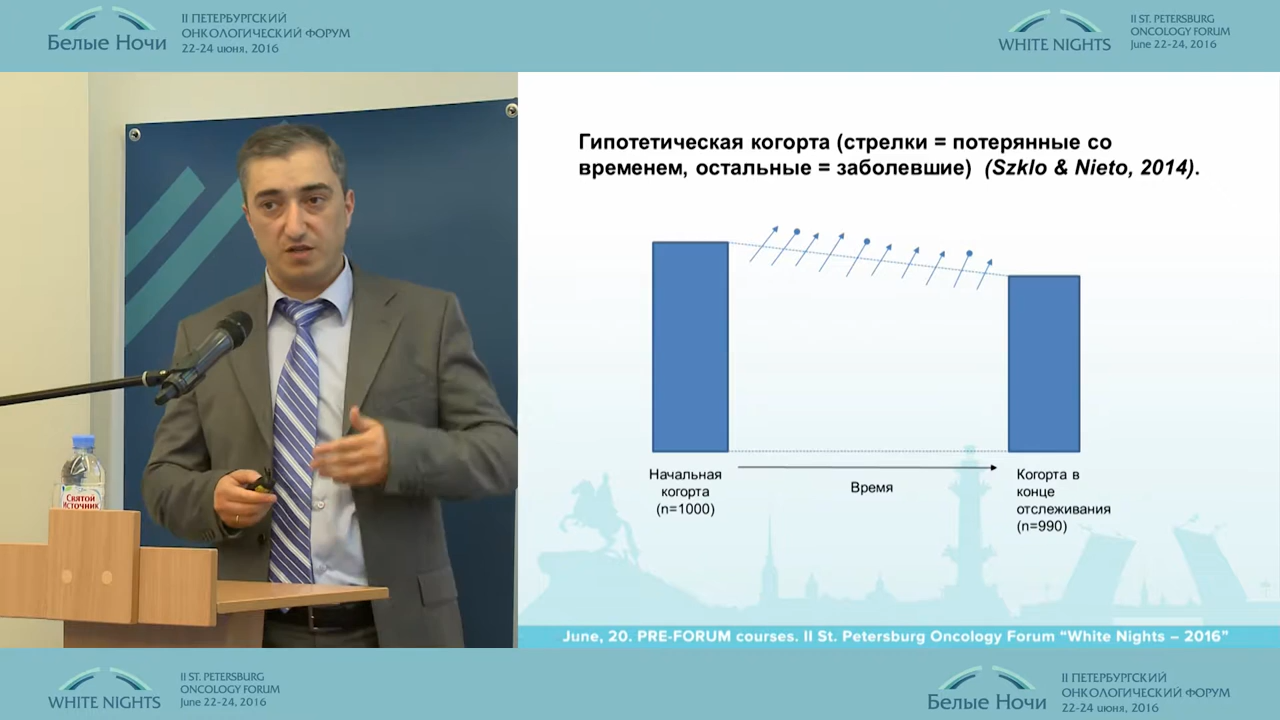 Белые Ночи
II ПЕТЕРБУРГСКИЙ
ОНКОЛОГИЧЕСКИЙ ФОРУМ
22-24 июня, 2016
WHITE NIGHTS
II ST. PETERSBURG
ONCOLOGY FORUM
June 22-24, 2016
Святой
Источник
Гипотетическая когорта (стрелки = потерянные со
временем, остальные = заболевшие) (Szklo & Nieto, 2014).
Начальная
когорта
(n=1000)
Время
Когорта в
конце
отслеживания
(n=990)
June, 20. PRE-FORUM courses. II St. Petersburg Oncology Forum “White Nights – 2016”
WHITE NIGHTS
II ST. PETERSBURG
ONCOLOGY FORUM
June 22-24, 2016
Белые Ночи
II ПЕТЕРБУРГСКИЙ
ОНКОЛОГИЧЕСКИЙ ФОРУМ
22-24 июня, 2016